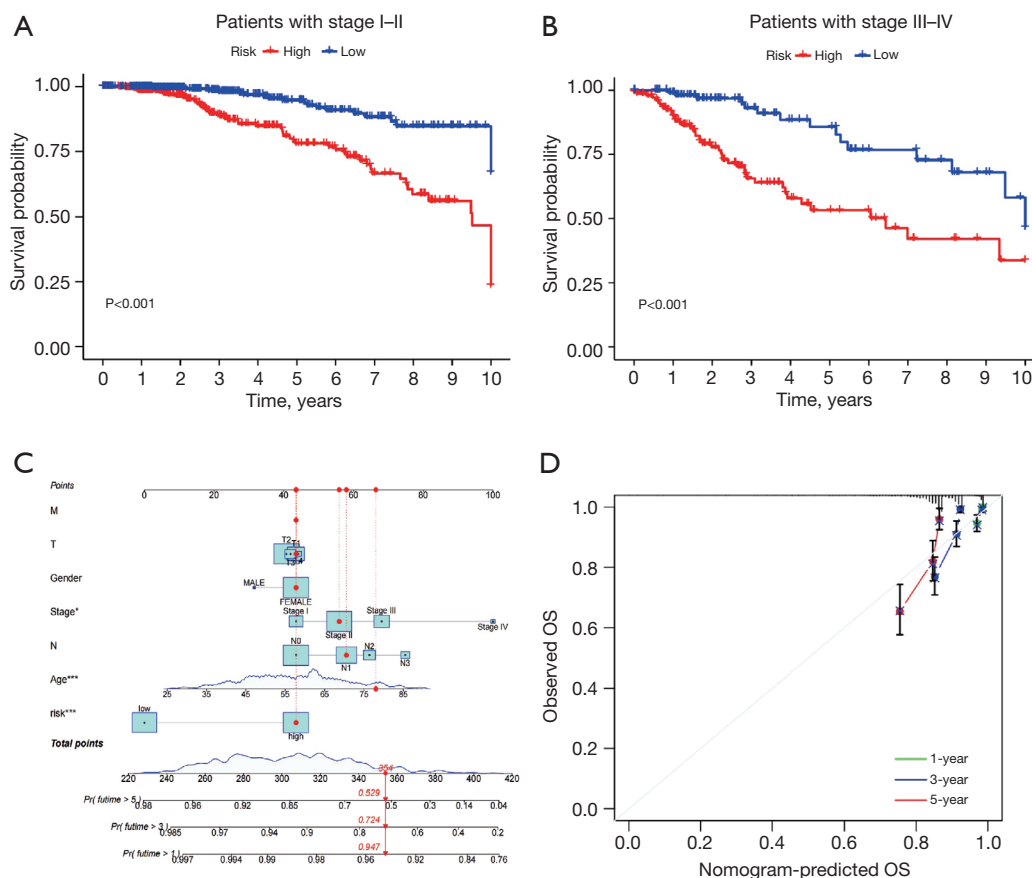 A
Patients with stage I–II
Risk High Low
Survival probability
1.00
0.75
0.50
0.25
0.00
P<0.001
0 1 2 3 4 5 6 7 8 9 10
Time, years
B
Patients with stage III–IV
Risk High Low
Survival probability
1.00
0.75
0.50
0.25
0.00
P<0.001
0 1 2 3 4 5 6 7 8 9 10
Time, years
C
Points
0 20 40 60 80 100
M
T
T2 T1
T3
Gender
MALE
FEMALE
Stage*
Stage I Stage III
Stage II Stage IV
N
N0 N2
N1 N3
Age***
25 35 45 55 65 75 85
risk***
low
high
Total points
354
220 240 260 280 300 320 340 360 380 400 420
0.529
Pr( futime > 5 )
0.98 0.96 0.92 0.85 0.7 0.5 0.3 0.14 0.04
0.724
Pr( futime > 3 )
0.985 0.97 0.94 0.9 0.8 0.6 0.4 0.2
0.947
Pr( futime > 1 )
0.997 0.994 0.99 0.98 0.96 0.92 0.84 0.76
D
Observed OS
1.0
0.8
0.6
0.4
0.2
0.0
1-year
3-year
5-year
0.0 0.2 0.4 0.6 0.8 1.0
Nomogram-predicted OS